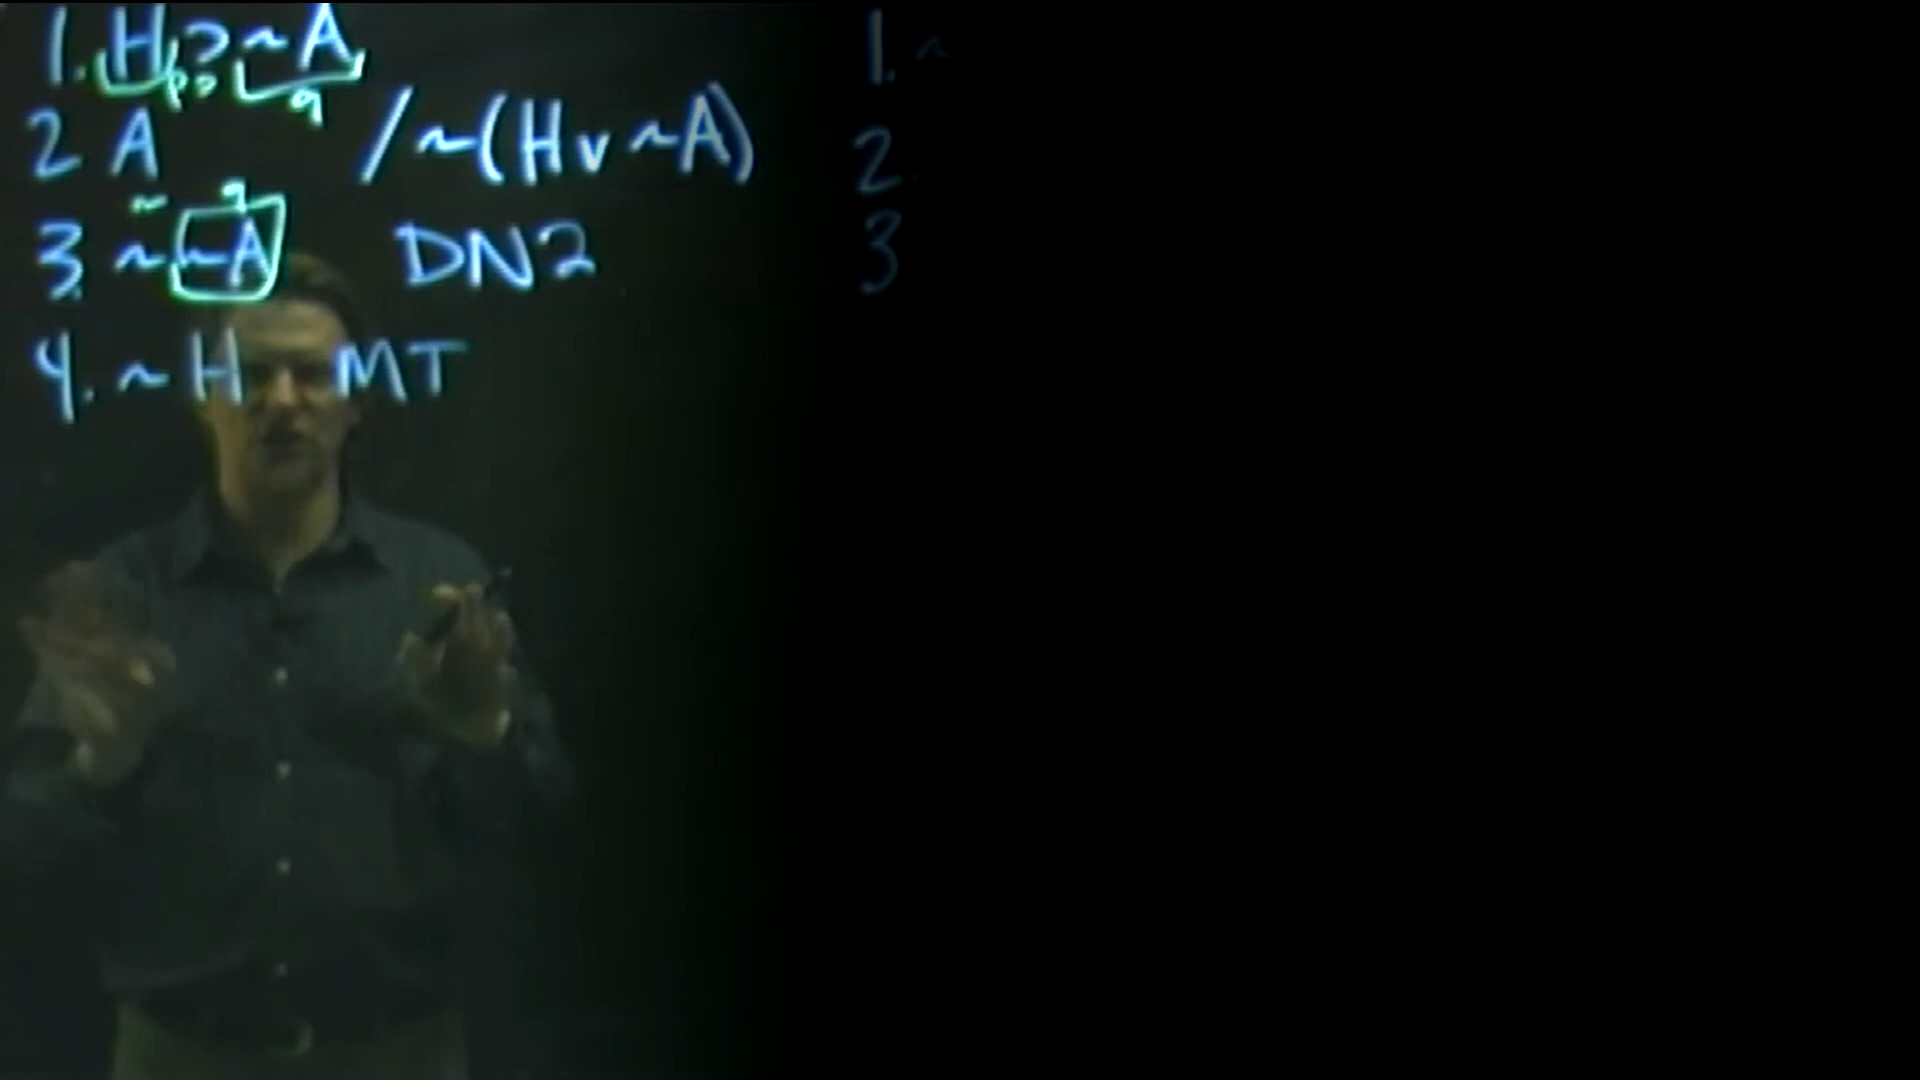 1. H ⊃ ~A
p ⊃ q
2 A / ~(H v ~A)
~ q
3. ~~A DN2
4. ~H MT
1. ~
2.
3